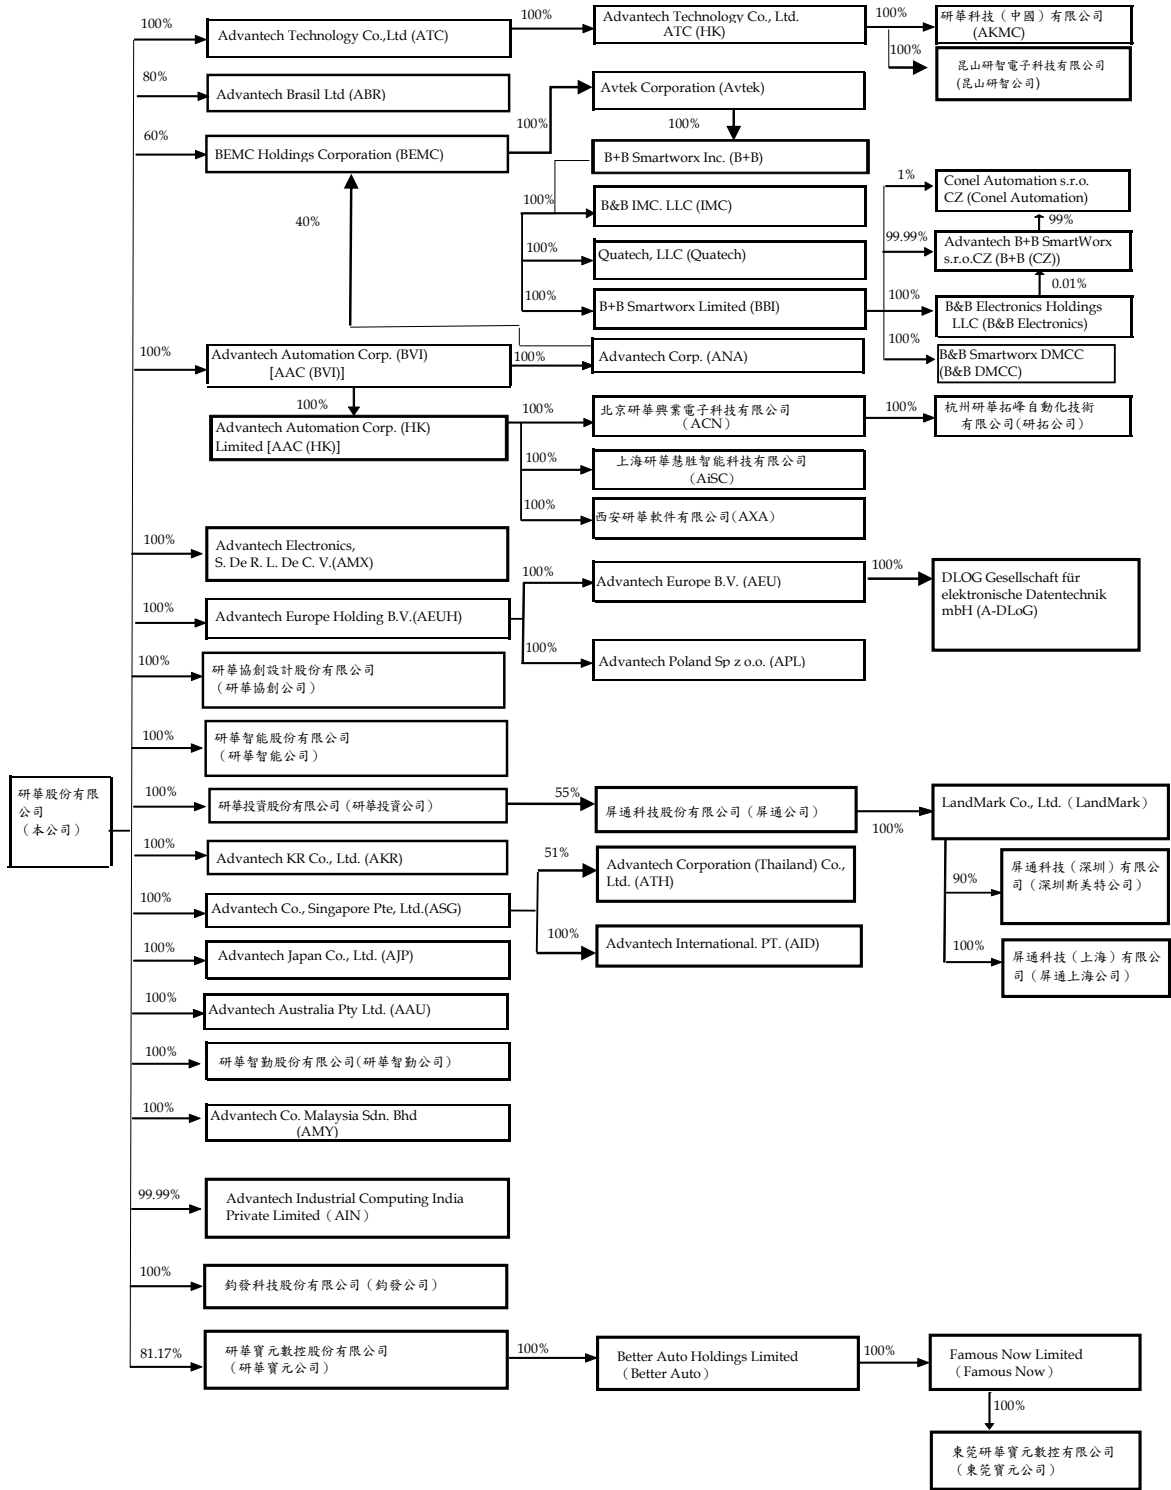 100%
Advantech Technology Co.,Ltd (ATC)
100%
Advantech Technology Co., Ltd.
ATC (HK)
100%
研華科技（中國）有限公司
(AKMC)
100%
昆山研智電子科技有限公司
(昆山研智公司)
80%
Advantech Brasil Ltd (ABR)
Avtek Corporation (Avtek)
60%
BEMC Holdings Corporation (BEMC)
100%
100%
B+B Smartworx Inc. (B+B)
40%
100%
B&B IMC. LLC (IMC)
100%
Quatech, LLC (Quatech)
100%
B+B Smartworx Limited (BBI)
1%
Conel Automation s.r.o.
CZ (Conel Automation)
99%
99.99%
Advantech B+B SmartWorx
s.r.o.CZ (B+B (CZ))
0.01%
100%
B&B Electronics Holdings
LLC (B&B Electronics)
100%
B&B Smartworx DMCC
(B&B DMCC)
100%
Advantech Automation Corp. (BVI)
[AAC (BVI)]
100%
Advantech Corp. (ANA)
100%
Advantech Automation Corp. (HK)
Limited [AAC (HK)]
100%
北京研華興業電子科技有限公司
(ACN)
100%
杭州研華拓峰自動化技術
有限公司(研拓公司)
100%
上海研華慧胜智能科技有限公司
(AiSC)
100%
西安研華軟件有限公司(AXA)
100%
Advantech Electronics,
S. De R. L. De C. V.(AMX)
100%
Advantech Europe Holding B.V.(AEUH)
100%
Advantech Europe B.V. (AEU)
100%
DLOG Gesellschaft für
elektronische Datentechnik
mbH (A-DLoG)
100%
Advantech Poland Sp z o.o. (APL)
100%
研華協創設計股份有限公司
（研華協創公司）
100%
研華智能股份有限公司
（研華智能公司）
研華股份有限
公司
（本公司）
100%
研華投資股份有限公司（研華投資公司）
55%
屏通科技股份有限公司（屏通公司）
100%
LandMark Co., Ltd.（LandMark）
90%
屏通科技（深圳）有限公
司（深圳斯美特公司）
100%
屏通科技（上海）有限公
司（屏通上海公司）
100%
Advantech KR Co., Ltd. (AKR)
100%
Advantech Co., Singapore Pte, Ltd.(ASG)
51%
Advantech Corporation (Thailand) Co.,
Ltd. (ATH)
100%
Advantech International. PT. (AID)
100%
Advantech Japan Co., Ltd. (AJP)
100%
Advantech Australia Pty Ltd. (AAU)
100%
研華智勤股份有限公司(研華智勤公司)
100%
Advantech Co. Malaysia Sdn. Bhd
(AMY)
99.99%
Advantech Industrial Computing India
Private Limited（AIN）
100%
鈞發科技股份有限公司（鈞發公司）
81.17%
研華寶元數控股份有限公司
（研華寶元公司）
100%
Better Auto Holdings Limited
（Better Auto）
100%
Famous Now Limited
（Famous Now）
100%
東莞研華寶元數控有限公司
（東莞寶元公司）